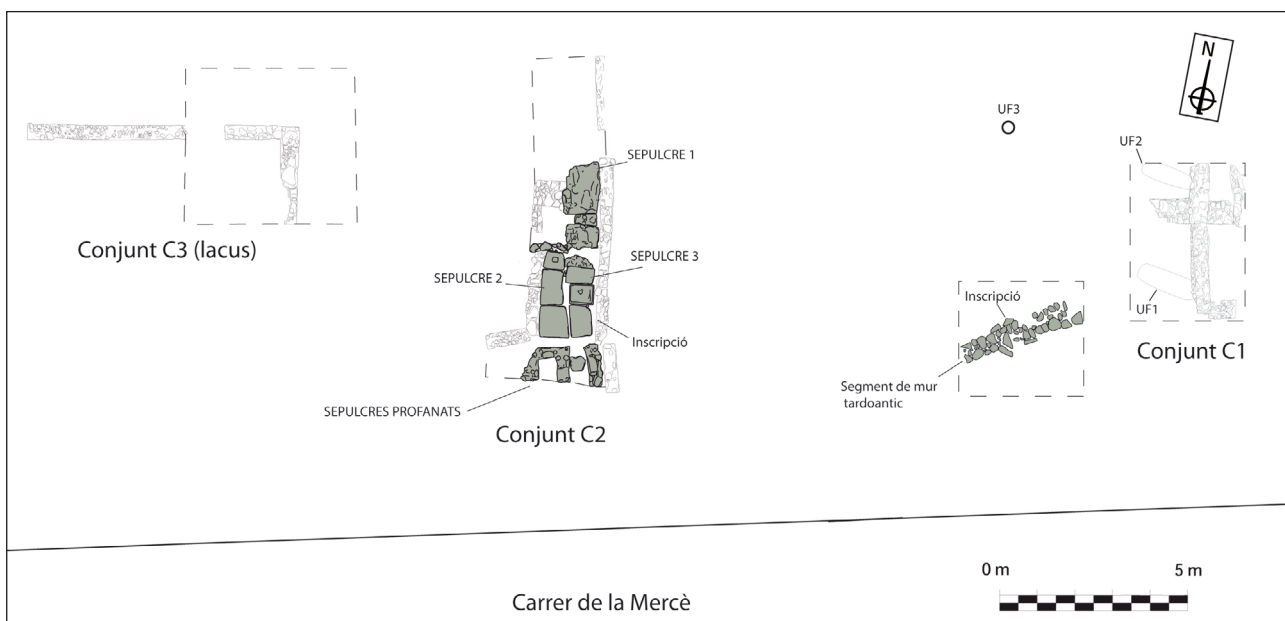 N
UF3
UF2
SEPULCRE 1
Conjunt C3 (lacus)
SEPULCRE 3
SEPULCRE 2
Inscripció
UF1
Inscripció
Conjunt C1
Segment de mur
tardoantic
SEPULCRES PROFANATS
Conjunt C2
0 m
5 m
Carrer de la Mercè